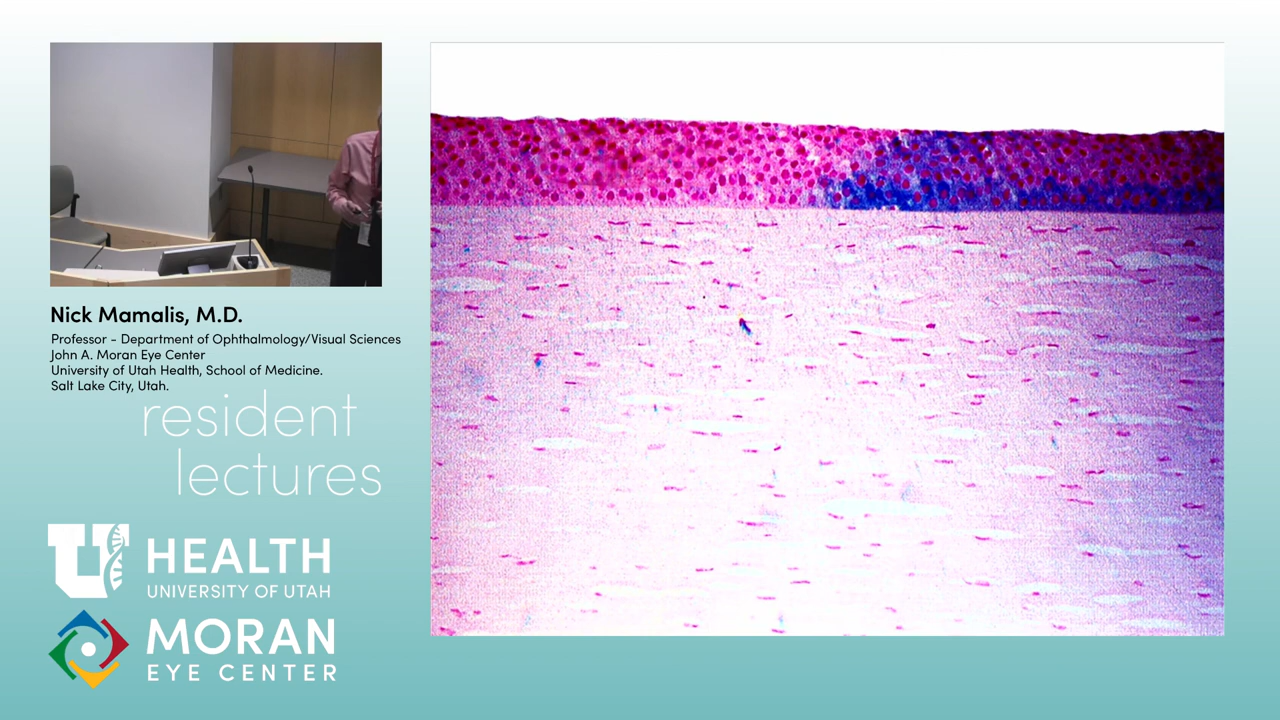 Nick Mamalis, M.D.
Professor - Department of Ophthalmology/Visual Sciences
John A. Moran Eye Center
University of Utah Health, School of Medicine.
Salt Lake City, Utah.
resident
lectures
U HEALTH
UNIVERSITY OF UTAH
MORAN
EYE CENTER